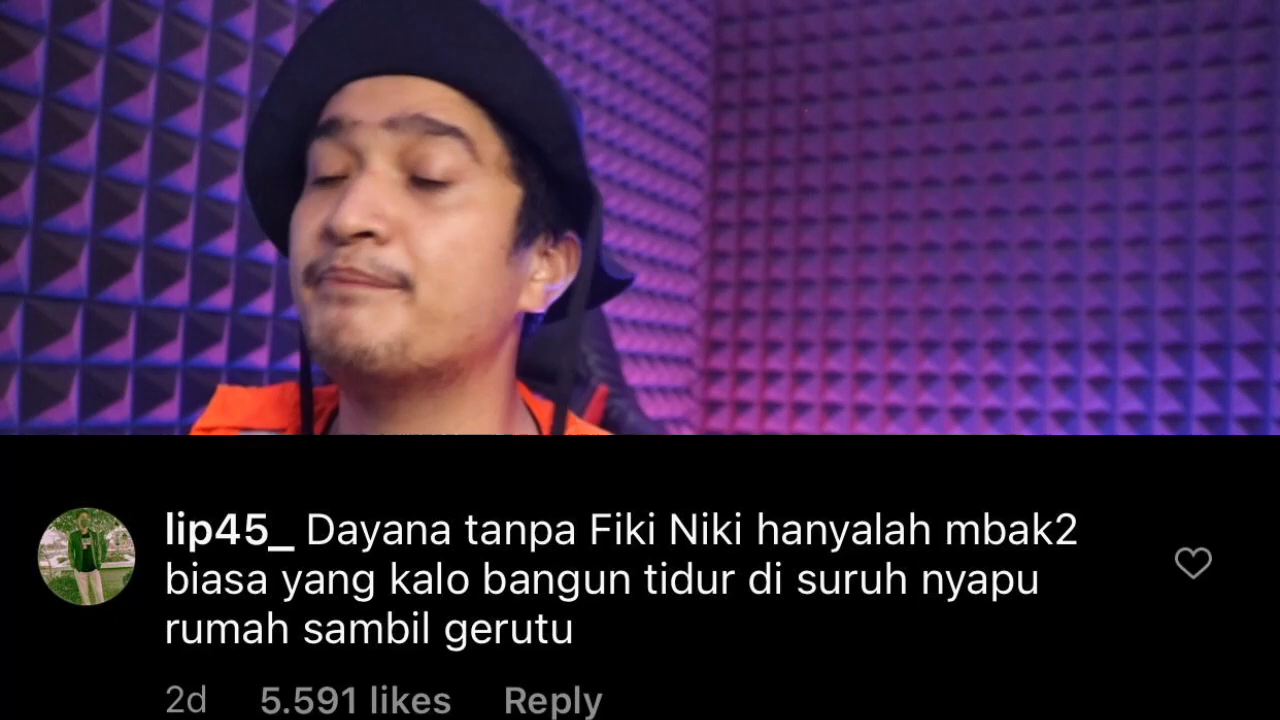 lip45_ Dayana tanpa Fiki Niki hanyalah mbak2
biasa yang kalo bangun tidur di suruh nyapu
rumah sambil gerutu
2d 5.591 likes Reply